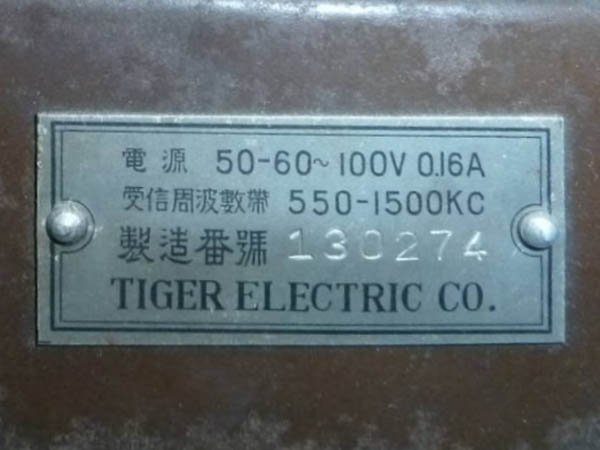 電源 50-60~100V 0.16A
受信周波數帶 550-1500KC
製造番號 130274
TIGER ELECTRIC CO.